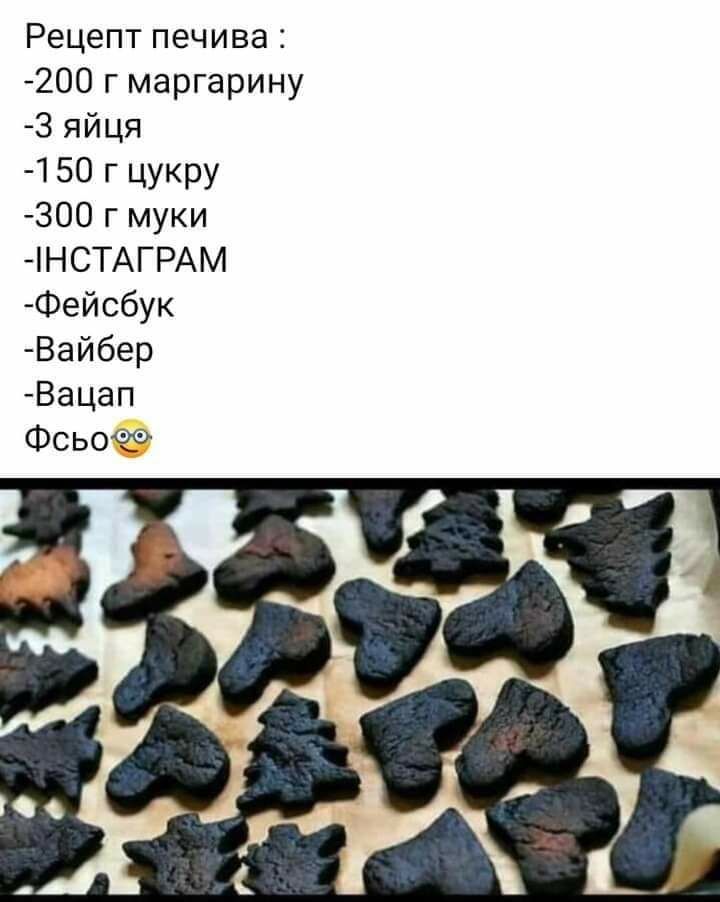 Рецепт печива :
-200 г маргарину
-3 яйця
-150 г цукру
-300 г муки
-ІНСТАГРАМ
-Фейсбук
-Вайбер
-Вацап
Фсьо🤓